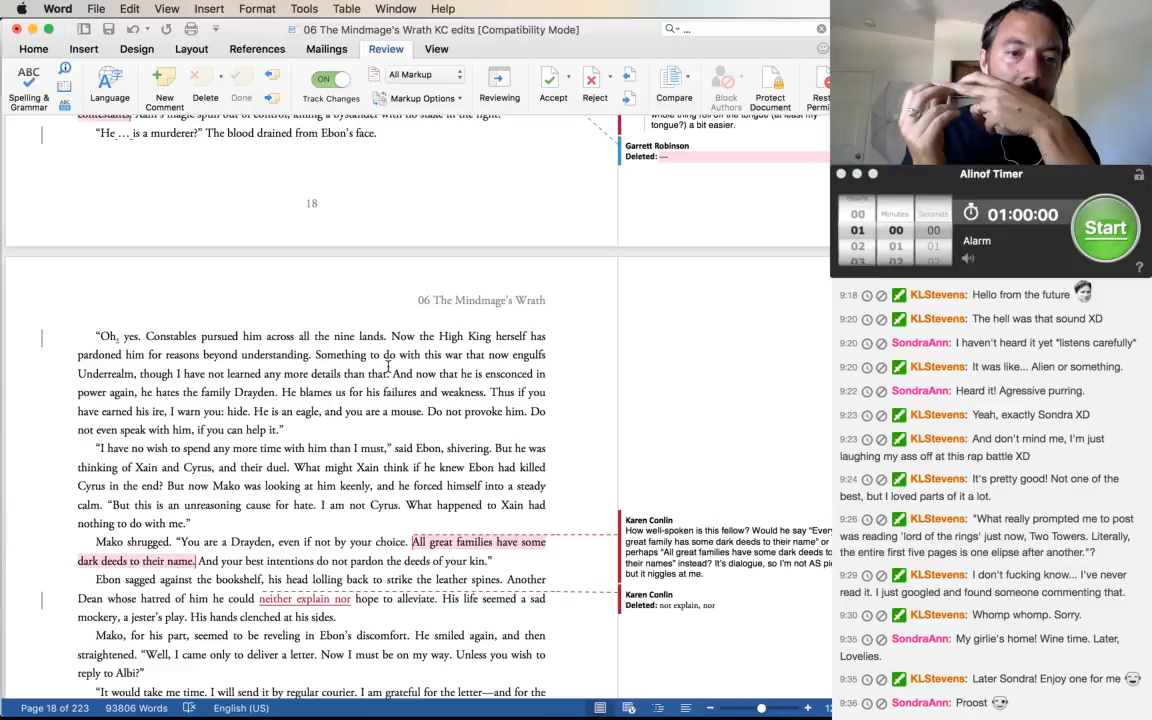 Word File Edit View Insert Format Tools Table Window Help
06 The Mindmage's Wrath KC edits [Compatibility Mode]
...
Home Insert Design Layout References Mailings Review View
ABC
Spelling & Grammar
Language
New Comment
Delete
Done
ON
Track Changes
All Markup
Markup Options
Reviewing
Accept
Reject
Compare
Block Authors
Protect Document
Rest
Permi
“He … is a murderer?” The blood drained from Ebon’s face.
18
whole thing roll off the tongue (at least my
tongue?) a bit easier.
Garrett Robinson
Deleted: —
06 The Mindmage's Wrath
“Oh, yes. Constables pursued him across all the nine lands. Now the High King herself has
pardoned him for reasons beyond understanding. Something to do with this war that now engulfs
Underrealm, though I have not learned any more details than that. And now that he is ensconced in
power again, he hates the family Drayden. He blames us for his failures and weakness. Thus if you
have earned his ire, I warn you: hide. He is an eagle, and you are a mouse. Do not provoke him. Do
not even speak with him, if you can help it.”
“I have no wish to spend any more time with him than I must,” said Ebon, shivering. But he was
thinking of Xain and Cyrus, and their duel. What might Xain think if he knew Ebon had killed
Cyrus in the end? But now Mako was looking at him keenly, and he forced himself into a steady
calm. “But this is an unreasoning cause for hate. I am not Cyrus. What happened to Xain had
nothing to do with me.”
Mako shrugged. “You are a Drayden, even if not by your choice. All great families have some
dark deeds to their name. And your best intentions do not pardon the deeds of your kin.”
Ebon sagged against the bookshelf, his head lolling back to strike the leather spines. Another
Dean whose hatred of him he could neither explain nor hope to alleviate. His life seemed a sad
mockery, a jester’s play. His hands clenched at his sides.
Mako, for his part, seemed to be reveling in Ebon’s discomfort. He smiled again, and then
straightened. “Well, I came only to deliver a letter. Now I must be on my way. Unless you wish to
reply to Albi?”
“It would take me time. I will send it by regular courier. I am grateful for the letter—and for the
Karen Conlin
How well-spoken is this fellow? Would he say “Ever
great family has some dark deeds to their name” or
perhaps “All great families have some dark deeds to
their names” instead? It’s dialogue, so I’m not AS pi
but it niggles at me.
Karen Conlin
Deleted: not explain, nor
Page 18 of 223 93806 Words English (US)
Alinof Timer
Hours Minutes Seconds
00
01 00 00
02 01 01
03 02 02
01:00:00
Alarm
Start
?
9:18 KLStevens: Hello from the future
9:20 KLStevens: The hell was that sound XD
9:20 SondraAnn: I haven't heard it yet *listens carefully*
9:20 KLStevens: It was like... Alien or something.
9:22 SondraAnn: Heard it! Agressive purring.
9:23 KLStevens: Yeah, exactly Sondra XD
9:23 KLStevens: And don't mind me, I'm just
laughing my ass off at this rap battle XD
9:24 KLStevens: It's pretty good! Not one of the
best, but I loved parts of it a lot.
9:26 KLStevens: "What really prompted me to post
was reading 'lord of the rings' just now, Two Towers. Literally,
the entire first five pages is one elipse after another."?
9:29 KLStevens: I don't fucking know... I've never
read it. I just googled and found someone commenting that.
9:30 KLStevens: Whomp whomp. Sorry.
9:35 SondraAnn: My girlie's home! Wine time. Later,
Lovelies.
9:35 KLStevens: Later Sondra! Enjoy one for me
9:36 SondraAnn: Proost